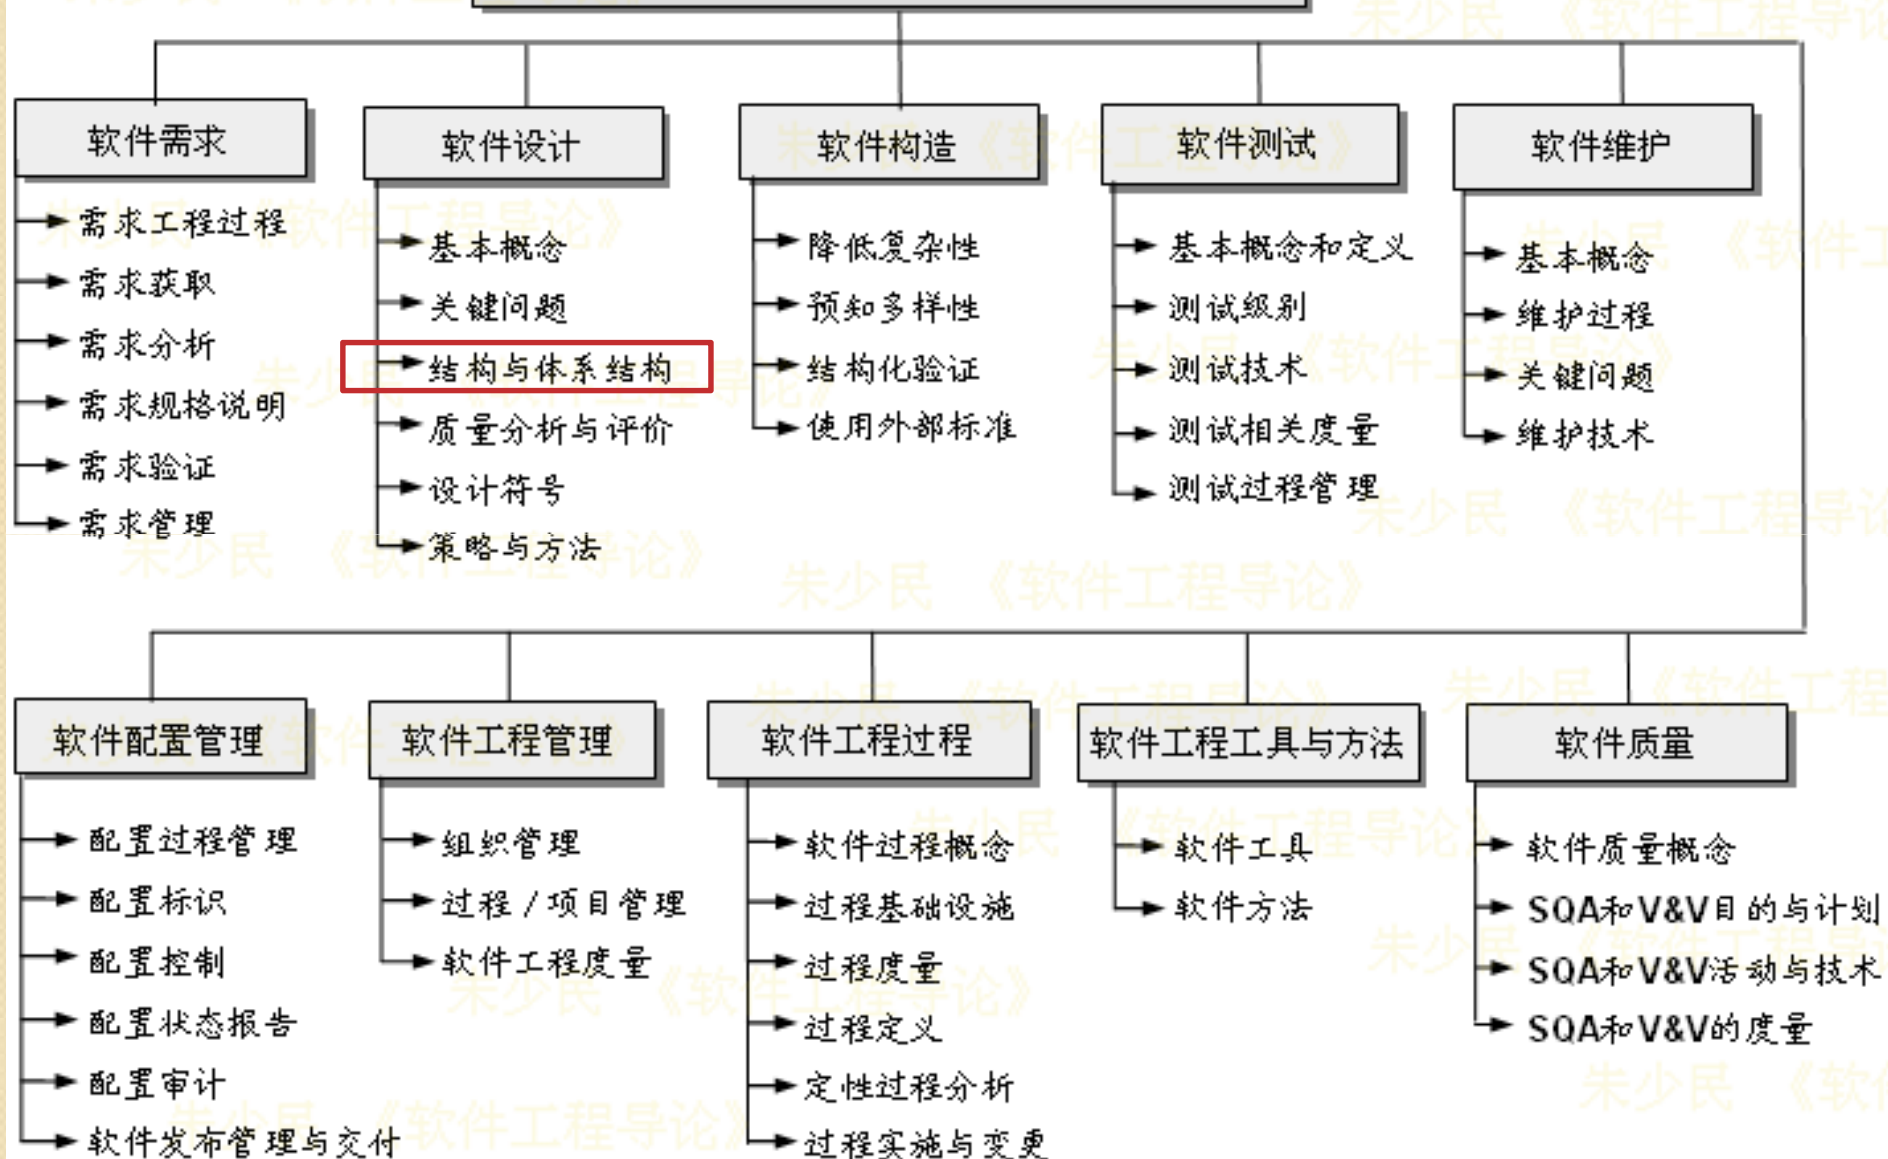 软件需求
需求工程过程
需求获取
需求分析
需求规格说明
需求验证
需求管理
软件设计
基本概念
关键问题
结构与体系结构
质量分析与评价
设计符号
策略与方法
软件构造
降低复杂性
预知多样性
结构化验证
使用外部标准
软件测试
基本概念和定义
测试级别
测试技术
测试相关度量
测试过程管理
软件维护
基本概念
维护过程
关键问题
维护技术
软件配置管理
配置过程管理
配置标识
配置控制
配置状态报告
配置审计
软件发布管理与交付
软件工程管理
组织管理
过程/项目管理
软件工程度量
软件工程过程
软件过程概念
过程基础设施
过程度量
过程定义
定性过程分析
过程实施与变更
软件工程工具与方法
软件工具
软件方法
软件质量
软件质量概念
SQA和V&V目的与计划
SQA和V&V活动与技术
SQA和V&V的度量
朱少民 《软件工程导论》